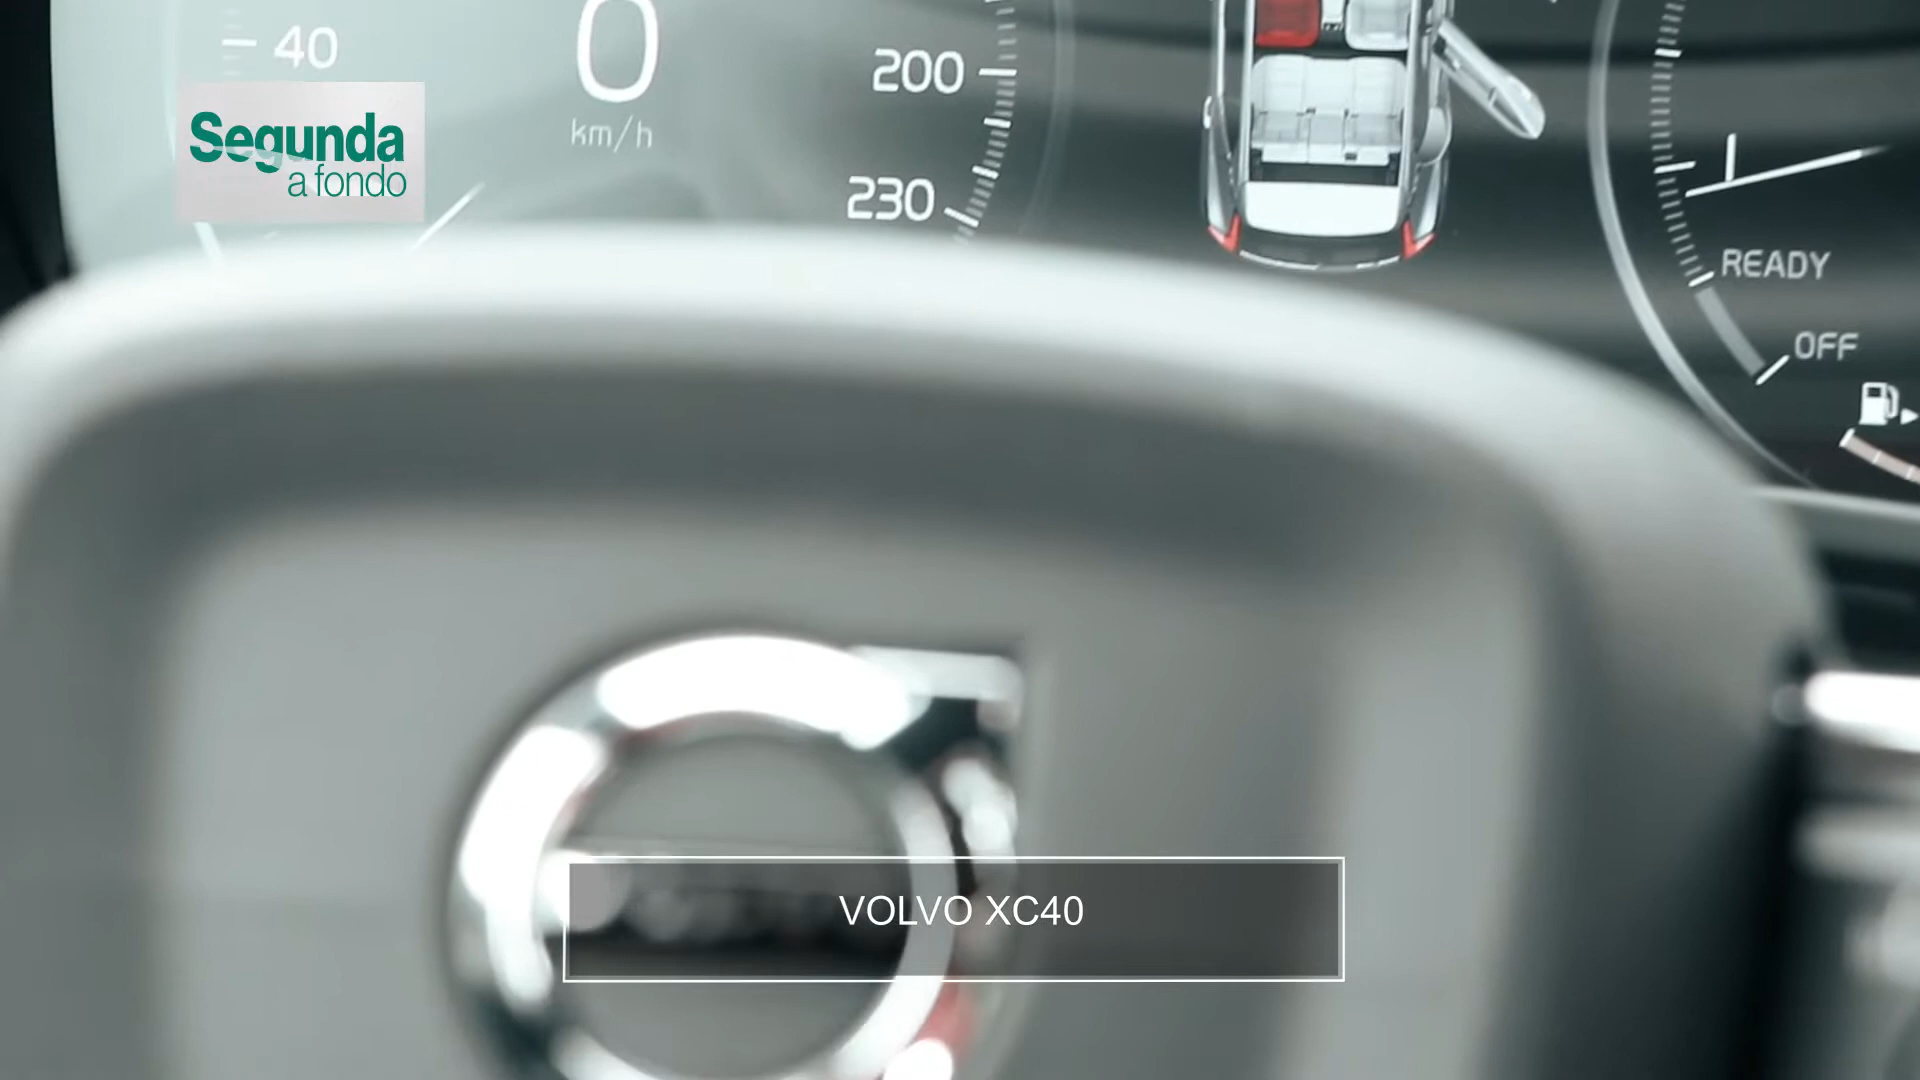 40
0
km/h
200
230
Segunda
a fondo
READY
OFF
VOLVO XC40